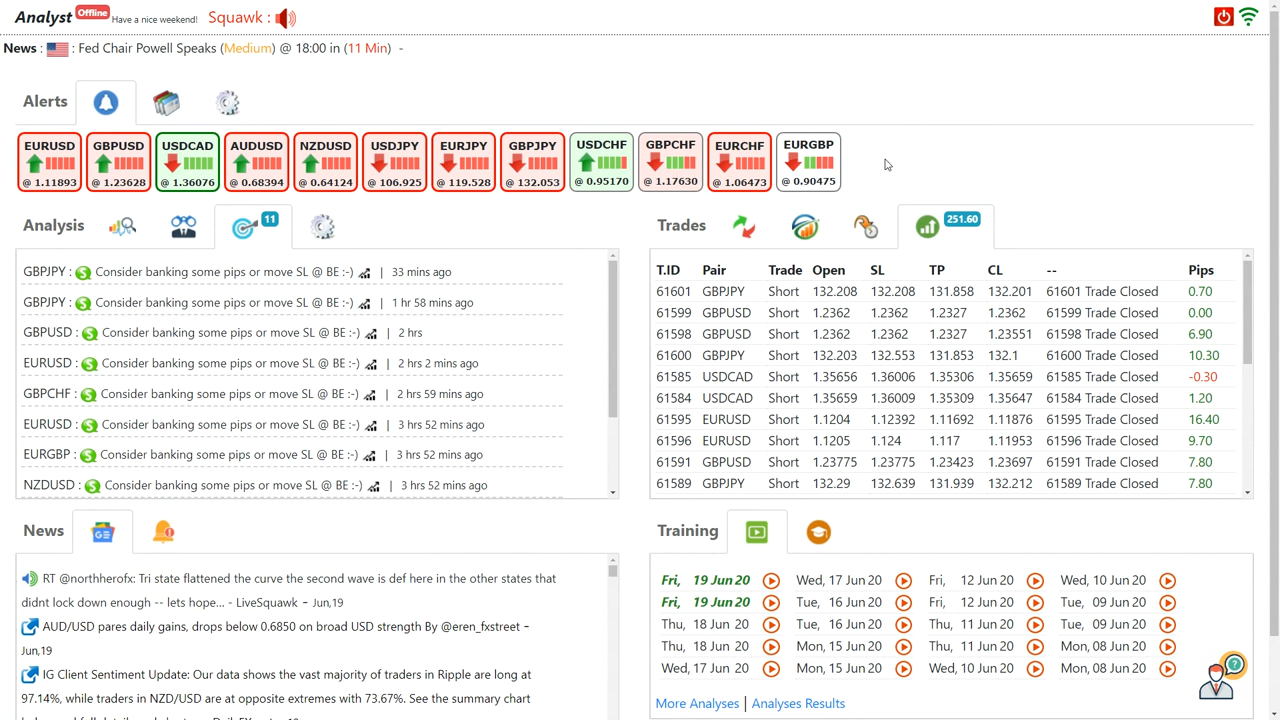 Analyst Offline Have a nice weekend! Squawk :
News : : Fed Chair Powell Speaks (Medium) @ 18:00 in (11 Min) -
Alerts
EURUSD GBPUSD USDCAD AUDUSD NZDUSD USDJPY EURJPY GBPJPY USDCHF GBPCHF EURCHF EURGBP
@ 1.11893 @ 1.23628 @ 1.36076 @ 0.68394 @ 0.64124 @ 106.925 @ 119.528 @ 132.053 @ 0.95170 @ 1.17630 @ 1.06473 @ 0.90475
Analysis 11
GBPJPY : Consider banking some pips or move SL @ BE :-) | 33 mins ago
GBPJPY : Consider banking some pips or move SL @ BE :-) | 1 hr 58 mins ago
GBPUSD : Consider banking some pips or move SL @ BE :-) | 2 hrs
EURUSD : Consider banking some pips or move SL @ BE :-) | 2 hrs 2 mins ago
GBPCHF : Consider banking some pips or move SL @ BE :-) | 2 hrs 59 mins ago
EURUSD : Consider banking some pips or move SL @ BE :-) | 3 hrs 52 mins ago
EURGBP : Consider banking some pips or move SL @ BE :-) | 3 hrs 52 mins ago
NZDUSD : Consider banking some pips or move SL @ BE :-) | 3 hrs 52 mins ago
Trades 251.60
T.ID Pair Trade Open SL TP CL -- Pips
61601 GBPJPY Short 132.208 132.208 131.858 132.201 61601 Trade Closed 0.70
61599 GBPUSD Short 1.2362 1.2362 1.2327 1.2362 61599 Trade Closed 0.00
61598 GBPUSD Short 1.2362 1.2362 1.2327 1.23551 61598 Trade Closed 6.90
61600 GBPJPY Short 132.203 132.553 131.853 132.1 61600 Trade Closed 10.30
61585 USDCAD Short 1.35656 1.36006 1.35306 1.35659 61585 Trade Closed -0.30
61584 USDCAD Short 1.35659 1.36009 1.35309 1.35647 61584 Trade Closed 1.20
61595 EURUSD Short 1.1204 1.12392 1.11692 1.11876 61595 Trade Closed 16.40
61596 EURUSD Short 1.1205 1.124 1.117 1.11953 61596 Trade Closed 9.70
61591 GBPUSD Short 1.23775 1.23775 1.23423 1.23697 61591 Trade Closed 7.80
61589 GBPJPY Short 132.29 132.639 131.939 132.212 61589 Trade Closed 7.80
News
RT @northherofx: Tri state flattened the curve the second wave is def here in the other states that
didnt lock down enough -- lets hope... - LiveSquawk - Jun,19
AUD/USD pares daily gains, drops below 0.6850 on broad USD strength By @eren_fxstreet -
Jun,19
IG Client Sentiment Update: Our data shows the vast majority of traders in Ripple are long at
97.14%, while traders in NZD/USD are at opposite extremes with 73.67%. See the summary chart
Training
Fri, 19 Jun 20 Wed, 17 Jun 20 Fri, 12 Jun 20 Wed, 10 Jun 20
Fri, 19 Jun 20 Tue, 16 Jun 20 Fri, 12 Jun 20 Tue, 09 Jun 20
Thu, 18 Jun 20 Tue, 16 Jun 20 Thu, 11 Jun 20 Tue, 09 Jun 20
Thu, 18 Jun 20 Mon, 15 Jun 20 Thu, 11 Jun 20 Mon, 08 Jun 20
Wed, 17 Jun 20 Mon, 15 Jun 20 Wed, 10 Jun 20 Mon, 08 Jun 20
More Analyses | Analyses Results